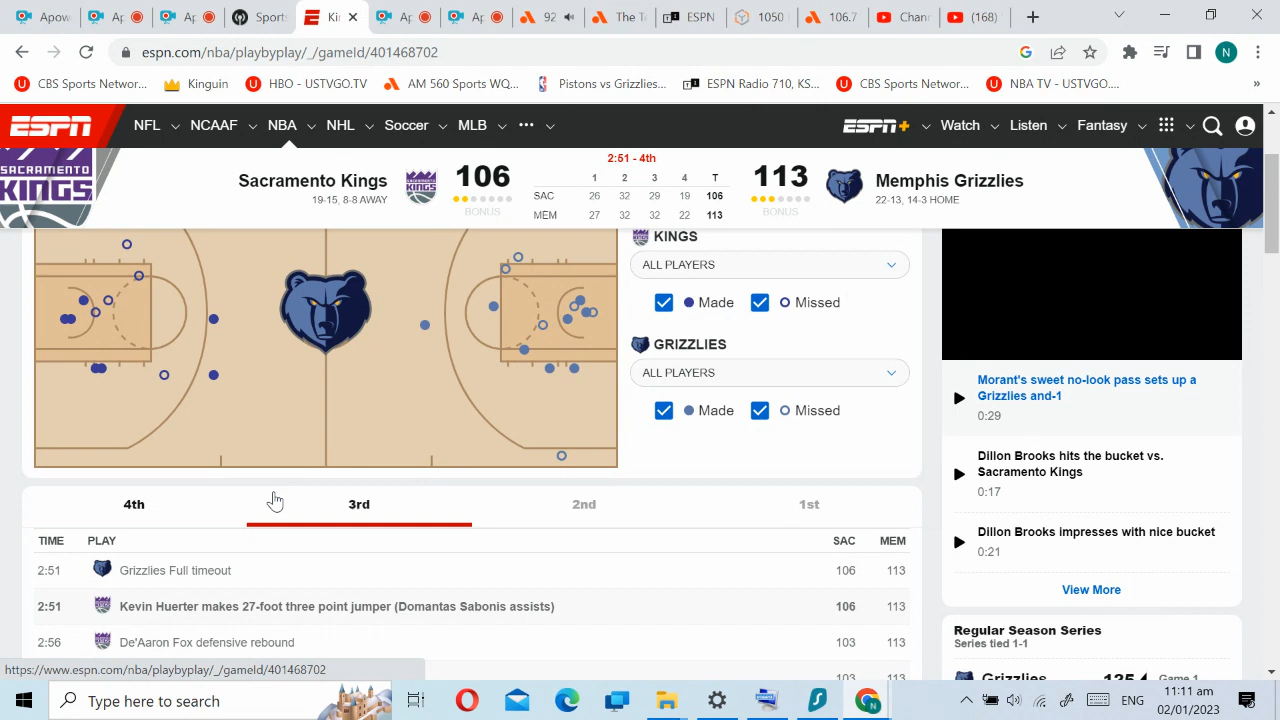 Apow Ap Ap Sports Ki Ap Ap 92 The T ESPN 1050 106.7 Chan (168)
espn.com/nba/playbyplay/_/gameId/401468702 N
CBS Sports Networ... Kinguin HBO - USTVGO.TV AM 560 Sports WQ... Pistons vs Grizzlies... ESPN Radio 710, KS... CBS Sports Networ... NBA TV - USTVGO.... »
ESPN NFL NCAAF NBA NHL Soccer MLB ••• ESPN+ Watch Listen Fantasy
SACRAMENTO KINGS
Sacramento Kings
19-15, 8-8 AWAY
KINGS
106
BONUS
2:51 - 4th
1 2 3 4 T
SAC 26 32 29 19 106
MEM 27 32 32 22 113
113
BONUS
Memphis Grizzlies
22-13, 14-3 HOME
KINGS
ALL PLAYERS
Made Missed
GRIZZLIES
ALL PLAYERS
Made Missed
Morant's sweet no-look pass sets up a
Grizzlies and-1
0:29
Dillon Brooks hits the bucket vs.
Sacramento Kings
0:17
Dillon Brooks impresses with nice bucket
0:21
View More
4th 3rd 2nd 1st
TIME PLAY SAC MEM
2:51 Grizzlies Full timeout 106 113
2:51 Kevin Huerter makes 27-foot three point jumper (Domantas Sabonis assists) 106 113
2:56 De'Aaron Fox defensive rebound 103 113
103 113
Regular Season Series
Series tied 1-1
Grizzlies 125 Game 1
https://www.espn.com/nba/playbyplay/_/gameId/401468702
Type here to search
11:11 am
02/01/2023